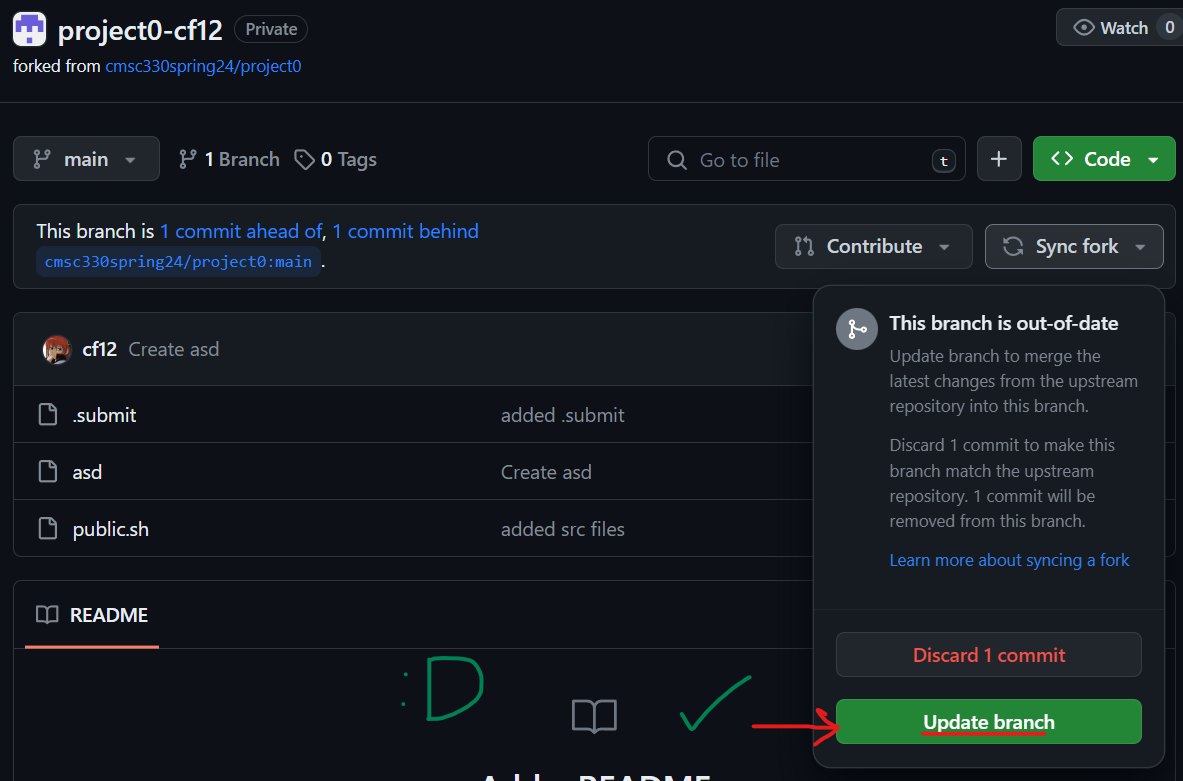 project0-cf12 Private
Watch 0
forked from cmsc330spring24/project0
main 1 Branch 0 Tags
Go to file t
Code
This branch is 1 commit ahead of, 1 commit behind
cmsc330spring24/project0:main .
Contribute Sync fork
cf12 Create asd
.submit added .submit
asd Create asd
public.sh added src files
README
This branch is out-of-date
Update branch to merge the
latest changes from the upstream
repository into this branch.
Discard 1 commit to make this
branch match the upstream
repository. 1 commit will be
removed from this branch.
Learn more about syncing a fork
Discard 1 commit
Update branch
:D
Add a README